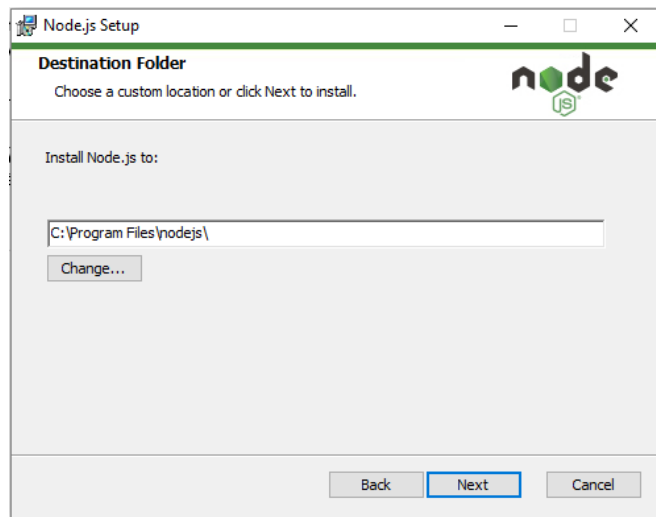 Node.js Setup
Destination Folder
Choose a custom location or click Next to install.
node
JS
Install Node.js to:
C:\Program Files\nodejs\
Change...
Back Next Cancel